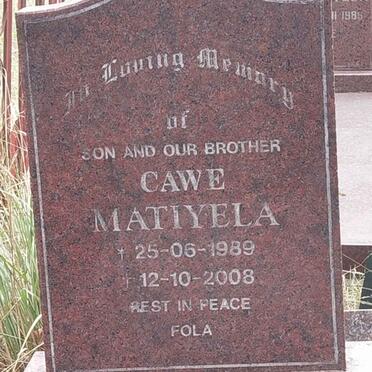 In Loving Memory
of
SON AND OUR BROTHER
CAWE
MATIYELA
† 25-06-1989
† 12-10-2008
REST IN PEACE
FOLA
1985